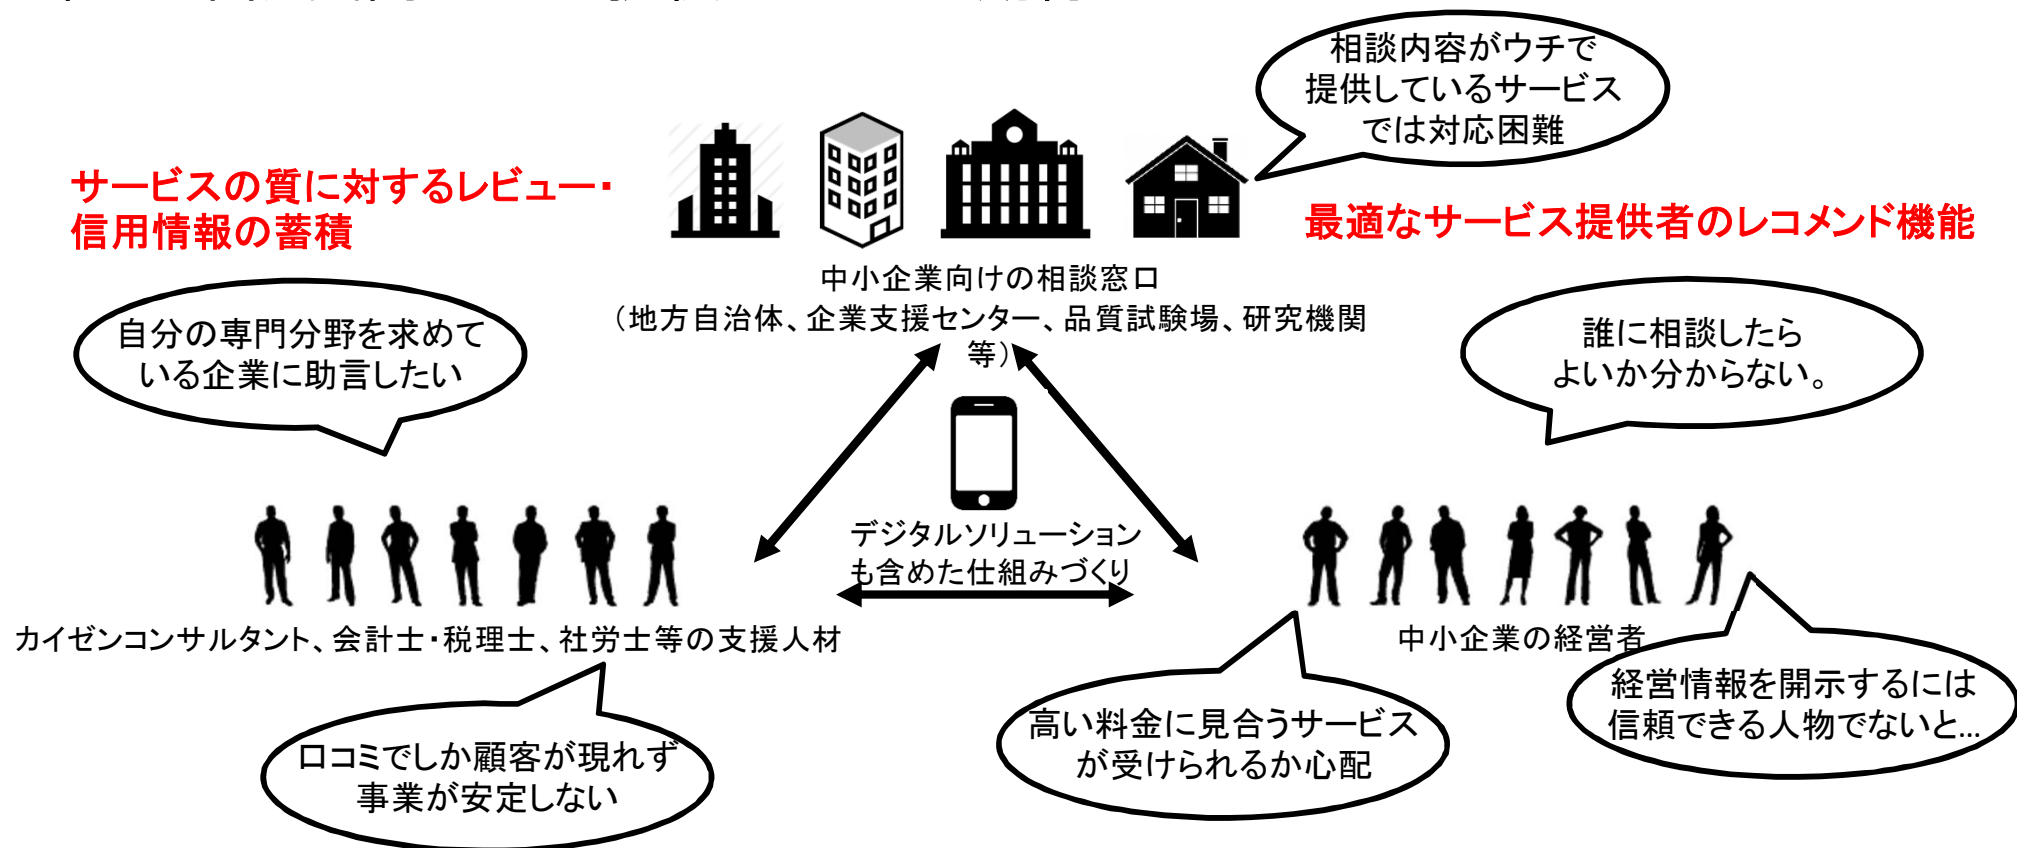 相談内容がウチで
提供しているサービス
では対応困難
サービスの質に対するレビュー・
信用情報の蓄積
最適なサービス提供者のレコメンド機能
中小企業向けの相談窓口
（地方自治体、企業支援センター、品質試験場、研究機関
等）
自分の専門分野を求めて
いる企業に助言したい
誰に相談したら
よいか分からない。
デジタルソリューション
も含めた仕組みづくり
カイゼンコンサルタント、会計士・税理士、社労士等の支援人材
中小企業の経営者
口コミでしか顧客が現れず
事業が安定しない
高い料金に見合うサービス
が受けられるか心配
経営情報を開示するには
信頼できる人物でないと...